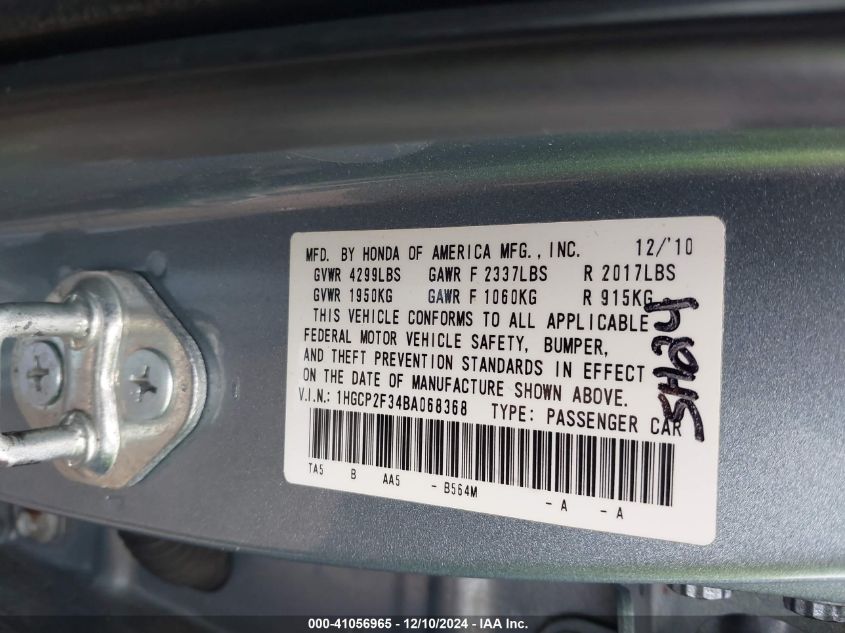 MFD. BY HONDA OF AMERICA MFG., INC. 12/'10
GVWR 4299LBS GAWR F 2337LBS R 2017LBS
GVWR 1950KG GAWR F 1060KG R 915KG
THIS VEHICLE CONFORMS TO ALL APPLICABLE
FEDERAL MOTOR VEHICLE SAFETY, BUMPER,
AND THEFT PREVENTION STANDARDS IN EFFECT
ON THE DATE OF MANUFACTURE SHOWN ABOVE.
V.I.N.: 1HGCP2F34BA068368 TYPE: PASSENGER CAR
TA5 B AA5 - B564M - A - A
000-41056965 - 12/10/2024 - IAA Inc.